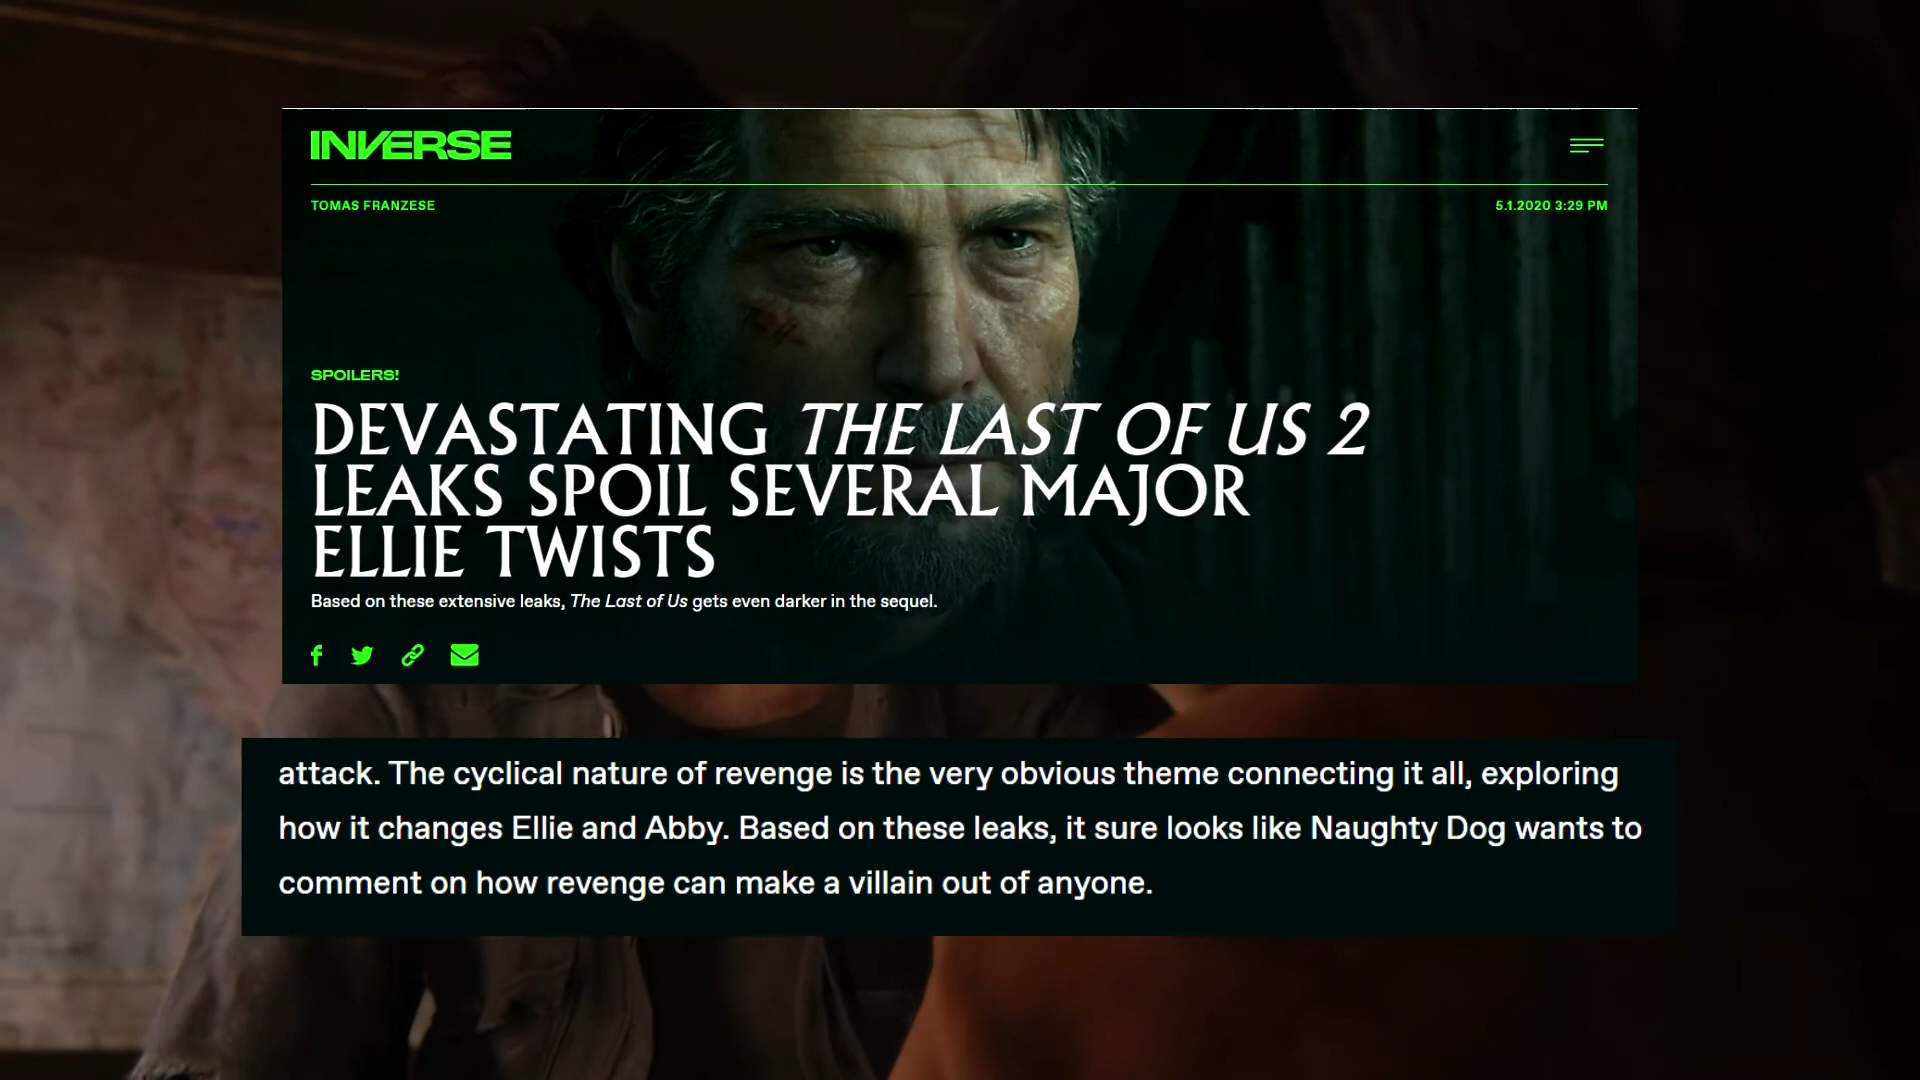 INVERSE
TOMAS FRANZESE
5.1.2020 3:29 PM
SPOILERS!
DEVASTATING THE LAST OF US 2
LEAKS SPOIL SEVERAL MAJOR
ELLIE TWISTS
Based on these extensive leaks, The Last of Us gets even darker in the sequel.
attack. The cyclical nature of revenge is the very obvious theme connecting it all, exploring
how it changes Ellie and Abby. Based on these leaks, it sure looks like Naughty Dog wants to
comment on how revenge can make a villain out of anyone.